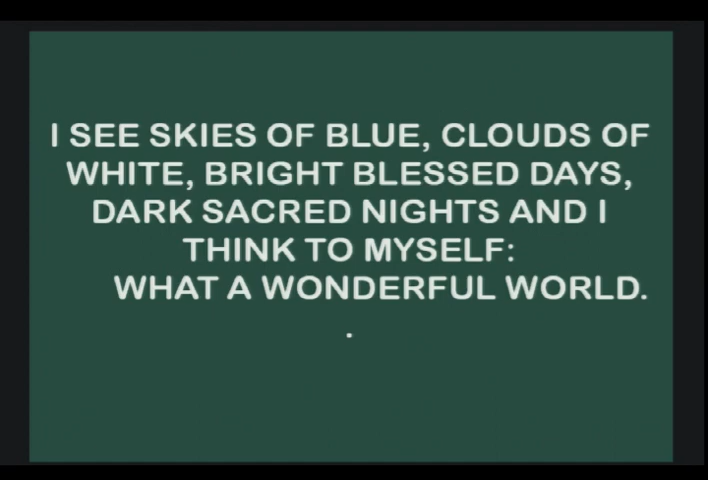 I SEE SKIES OF BLUE, CLOUDS OF
WHITE, BRIGHT BLESSED DAYS,
DARK SACRED NIGHTS AND I
THINK TO MYSELF:
WHAT A WONDERFUL WORLD.
.